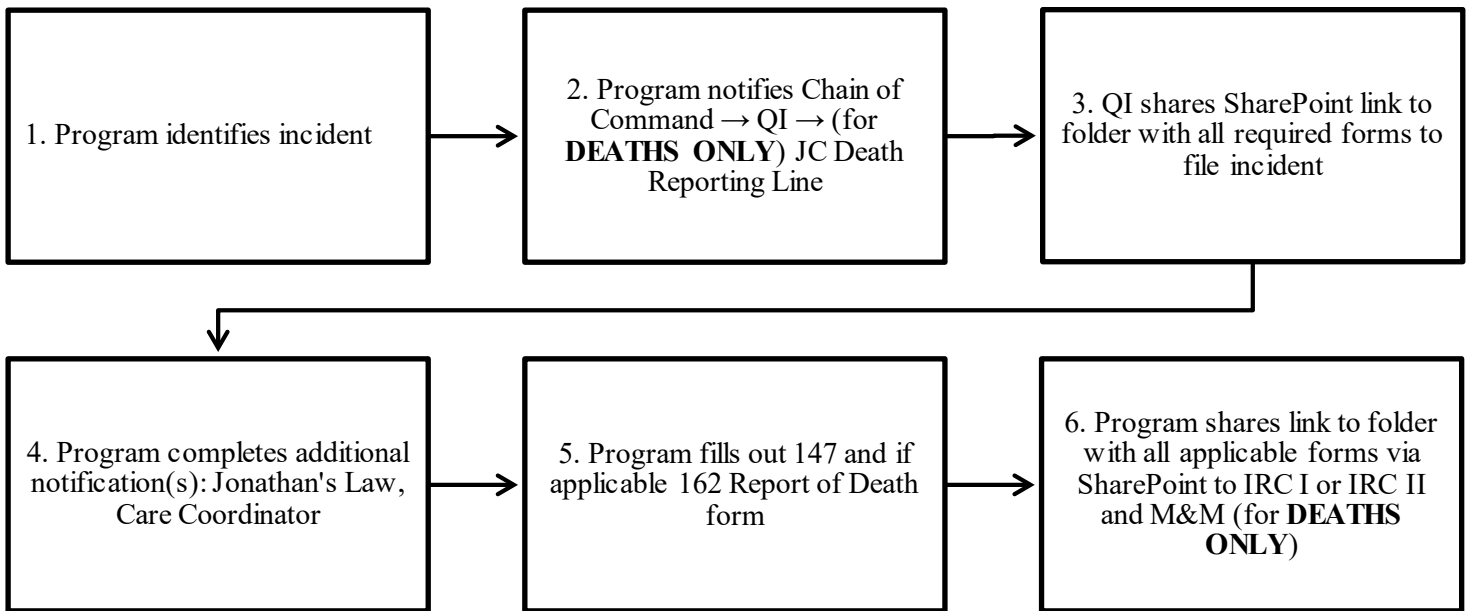 1. Program identifies incident
2. Program notifies Chain of
Command → QI → (for
DEATHS ONLY) JC Death
Reporting Line
3. QI shares SharePoint link to
folder with all required forms to
file incident
4. Program completes additional
notification(s): Jonathan's Law,
Care Coordinator
5. Program fills out 147 and if
applicable 162 Report of Death
form
6. Program shares link to folder
with all applicable forms via
SharePoint to IRC I or IRC II
and M&M (for DEATHS
ONLY)